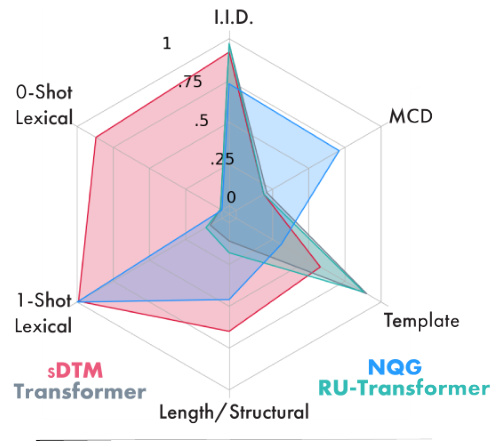 I.I.D.
1
.75
.5
.25
0
0-Shot
Lexical
MCD
1-Shot
Lexical
Template
sDTM
Transformer
NQG
RU-Transformer
Length/Structural